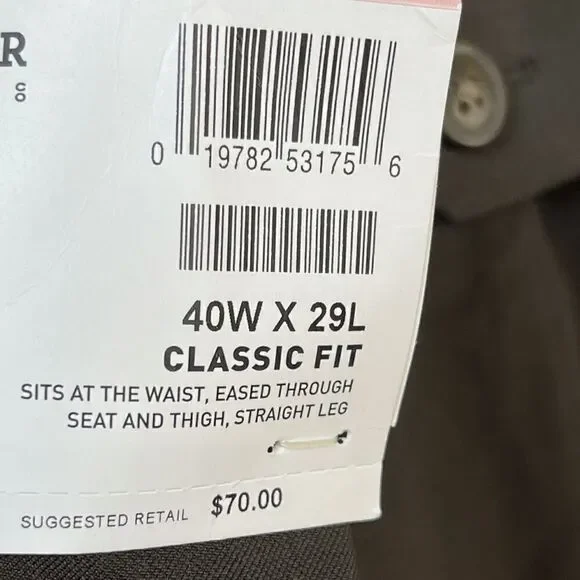 R
CO
0 19782 53175 6
40W X 29L
CLASSIC FIT
SITS AT THE WAIST, EASED THROUGH
SEAT AND THIGH, STRAIGHT LEG
SUGGESTED RETAIL $70.00